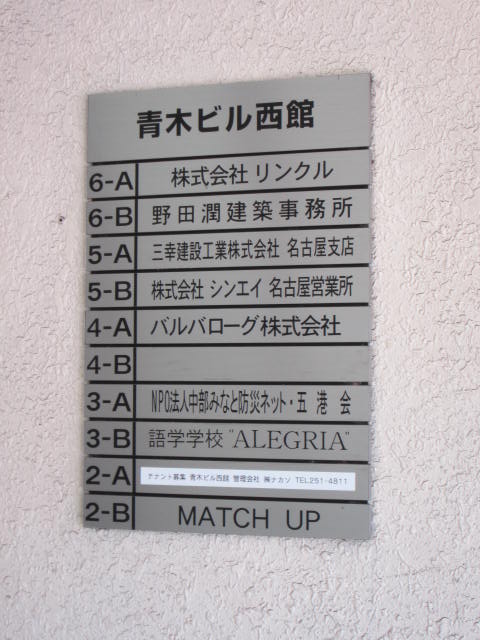 青木ビル西館
6-A 株式会社 リンクル
6-B 野田潤建築事務所
5-A 三幸建設工業株式会社 名古屋支店
5-B 株式会社 シンエイ 名古屋営業所
4-A バルバローグ株式会社
4-B
3-A NPO法人中部みなと防災ネット・五港会
3-B 語学学校 "ALEGRIA"
2-A テナント募集 青木ビル西館 管理会社 ㈱ナカソ TEL251-4811
2-B MATCH UP